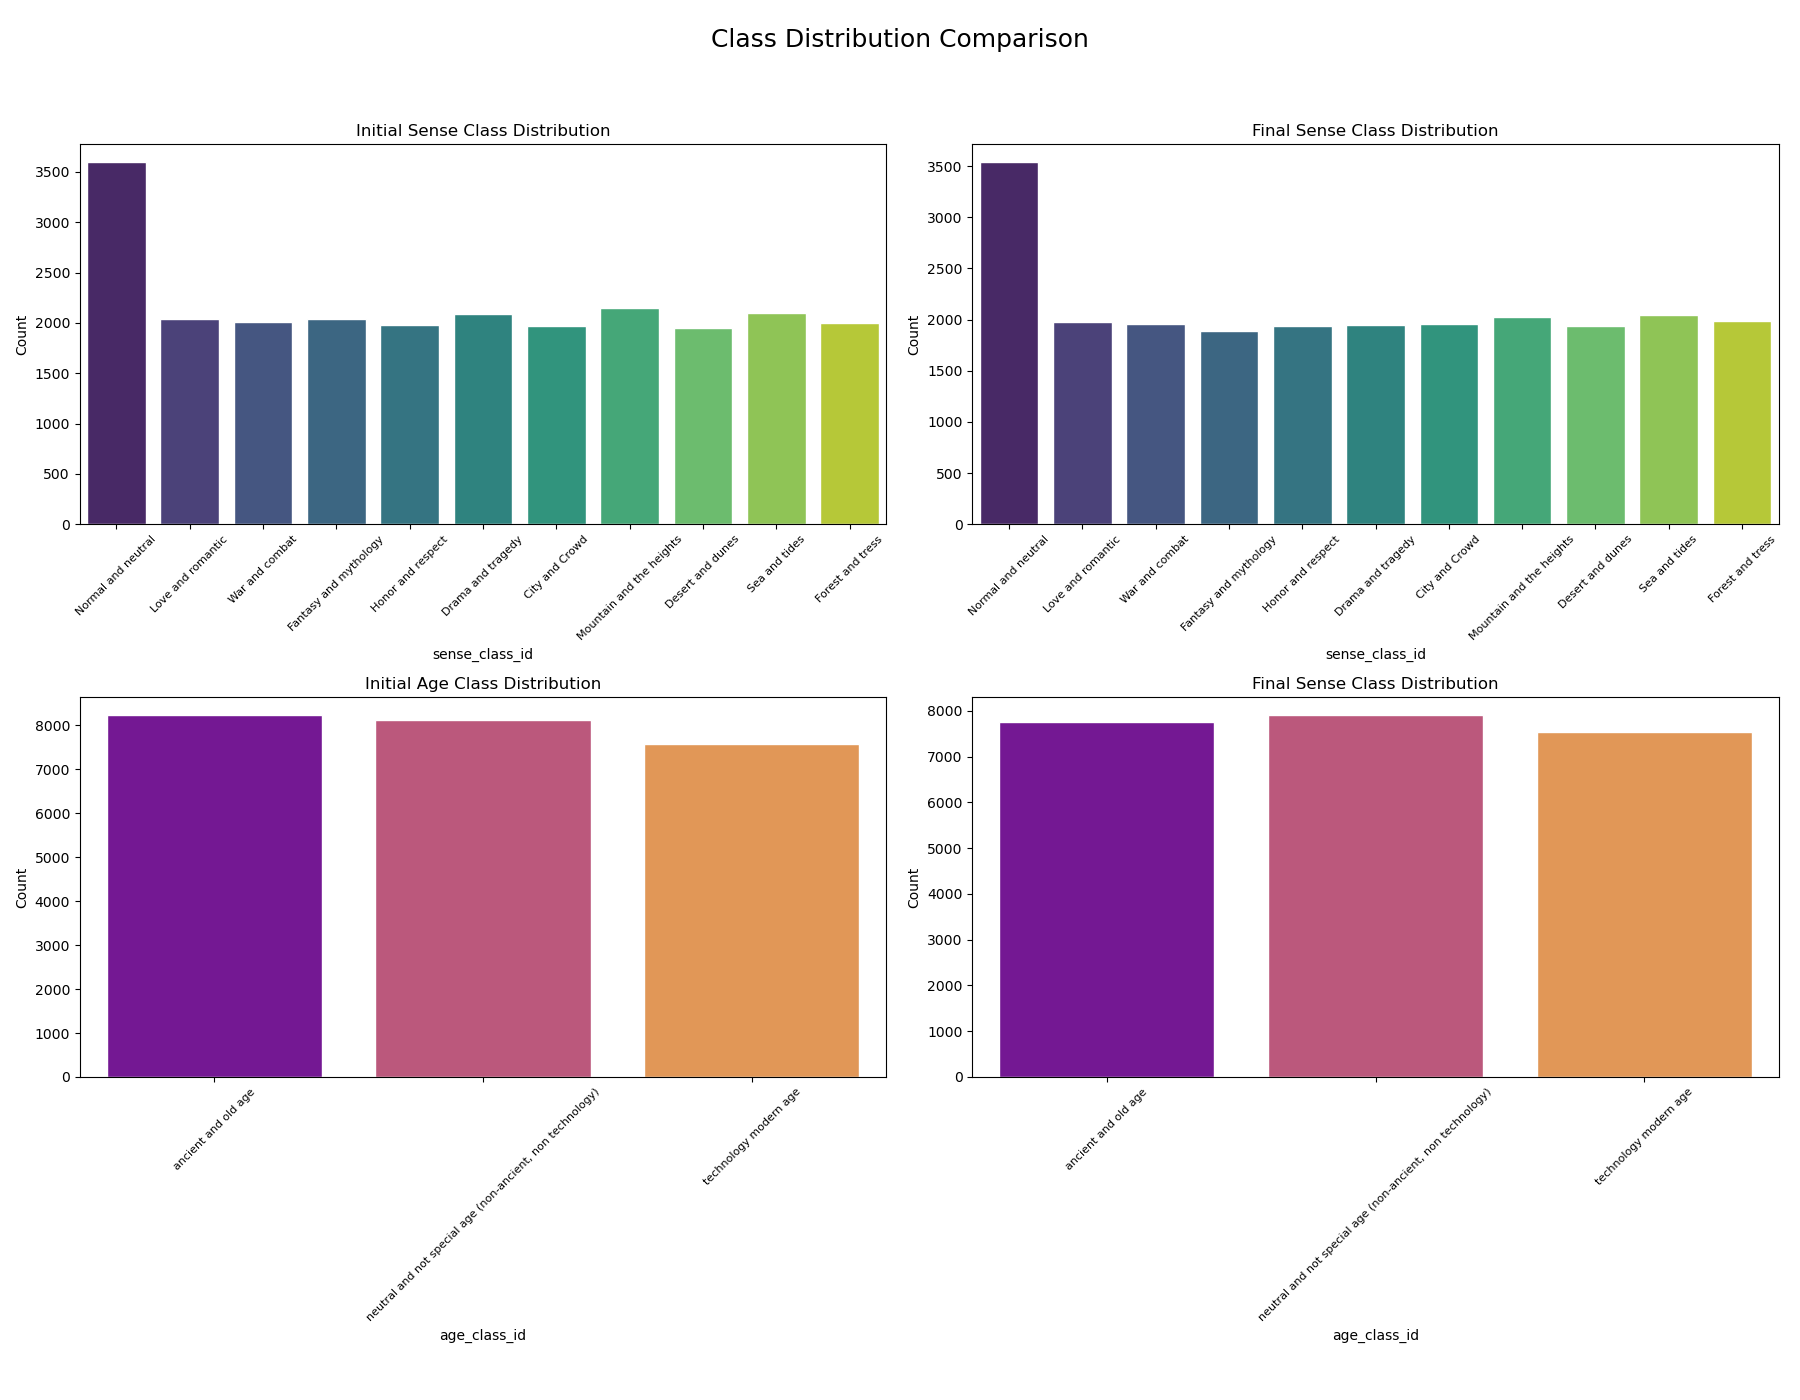 Class Distribution Comparison
Initial Sense Class Distribution
Count
3500
3000
2500
2000
1500
1000
500
0
Normal and neutral
Love and romantic
War and combat
Fantasy and mythology
Honor and respect
Drama and tragedy
City and Crowd
Mountain and the heights
Desert and dunes
Sea and tides
Forest and tress
sense_class_id
Final Sense Class Distribution
Count
3500
3000
2500
2000
1500
1000
500
0
Normal and neutral
Love and romantic
War and combat
Fantasy and mythology
Honor and respect
Drama and tragedy
City and Crowd
Mountain and the heights
Desert and dunes
Sea and tides
Forest and tress
sense_class_id
Initial Age Class Distribution
Count
8000
7000
6000
5000
4000
3000
2000
1000
0
ancient and old age
neutral and not special age (non-ancient, non technology)
technology modern age
age_class_id
Final Sense Class Distribution
Count
8000
7000
6000
5000
4000
3000
2000
1000
0
ancient and old age
neutral and not special age (non-ancient, non technology)
technology modern age
age_class_id